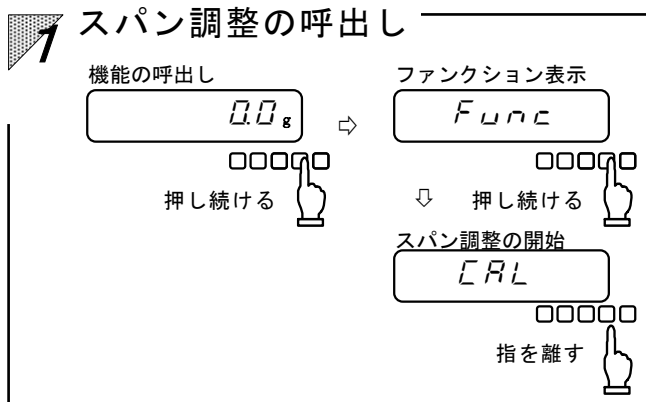 1 スパン調整の呼出し
機能の呼出し
0.0 g
⇨
押し続ける
ファンクション表示
Func
⇩ 押し続ける
スパン調整の開始
CAL
指を離す